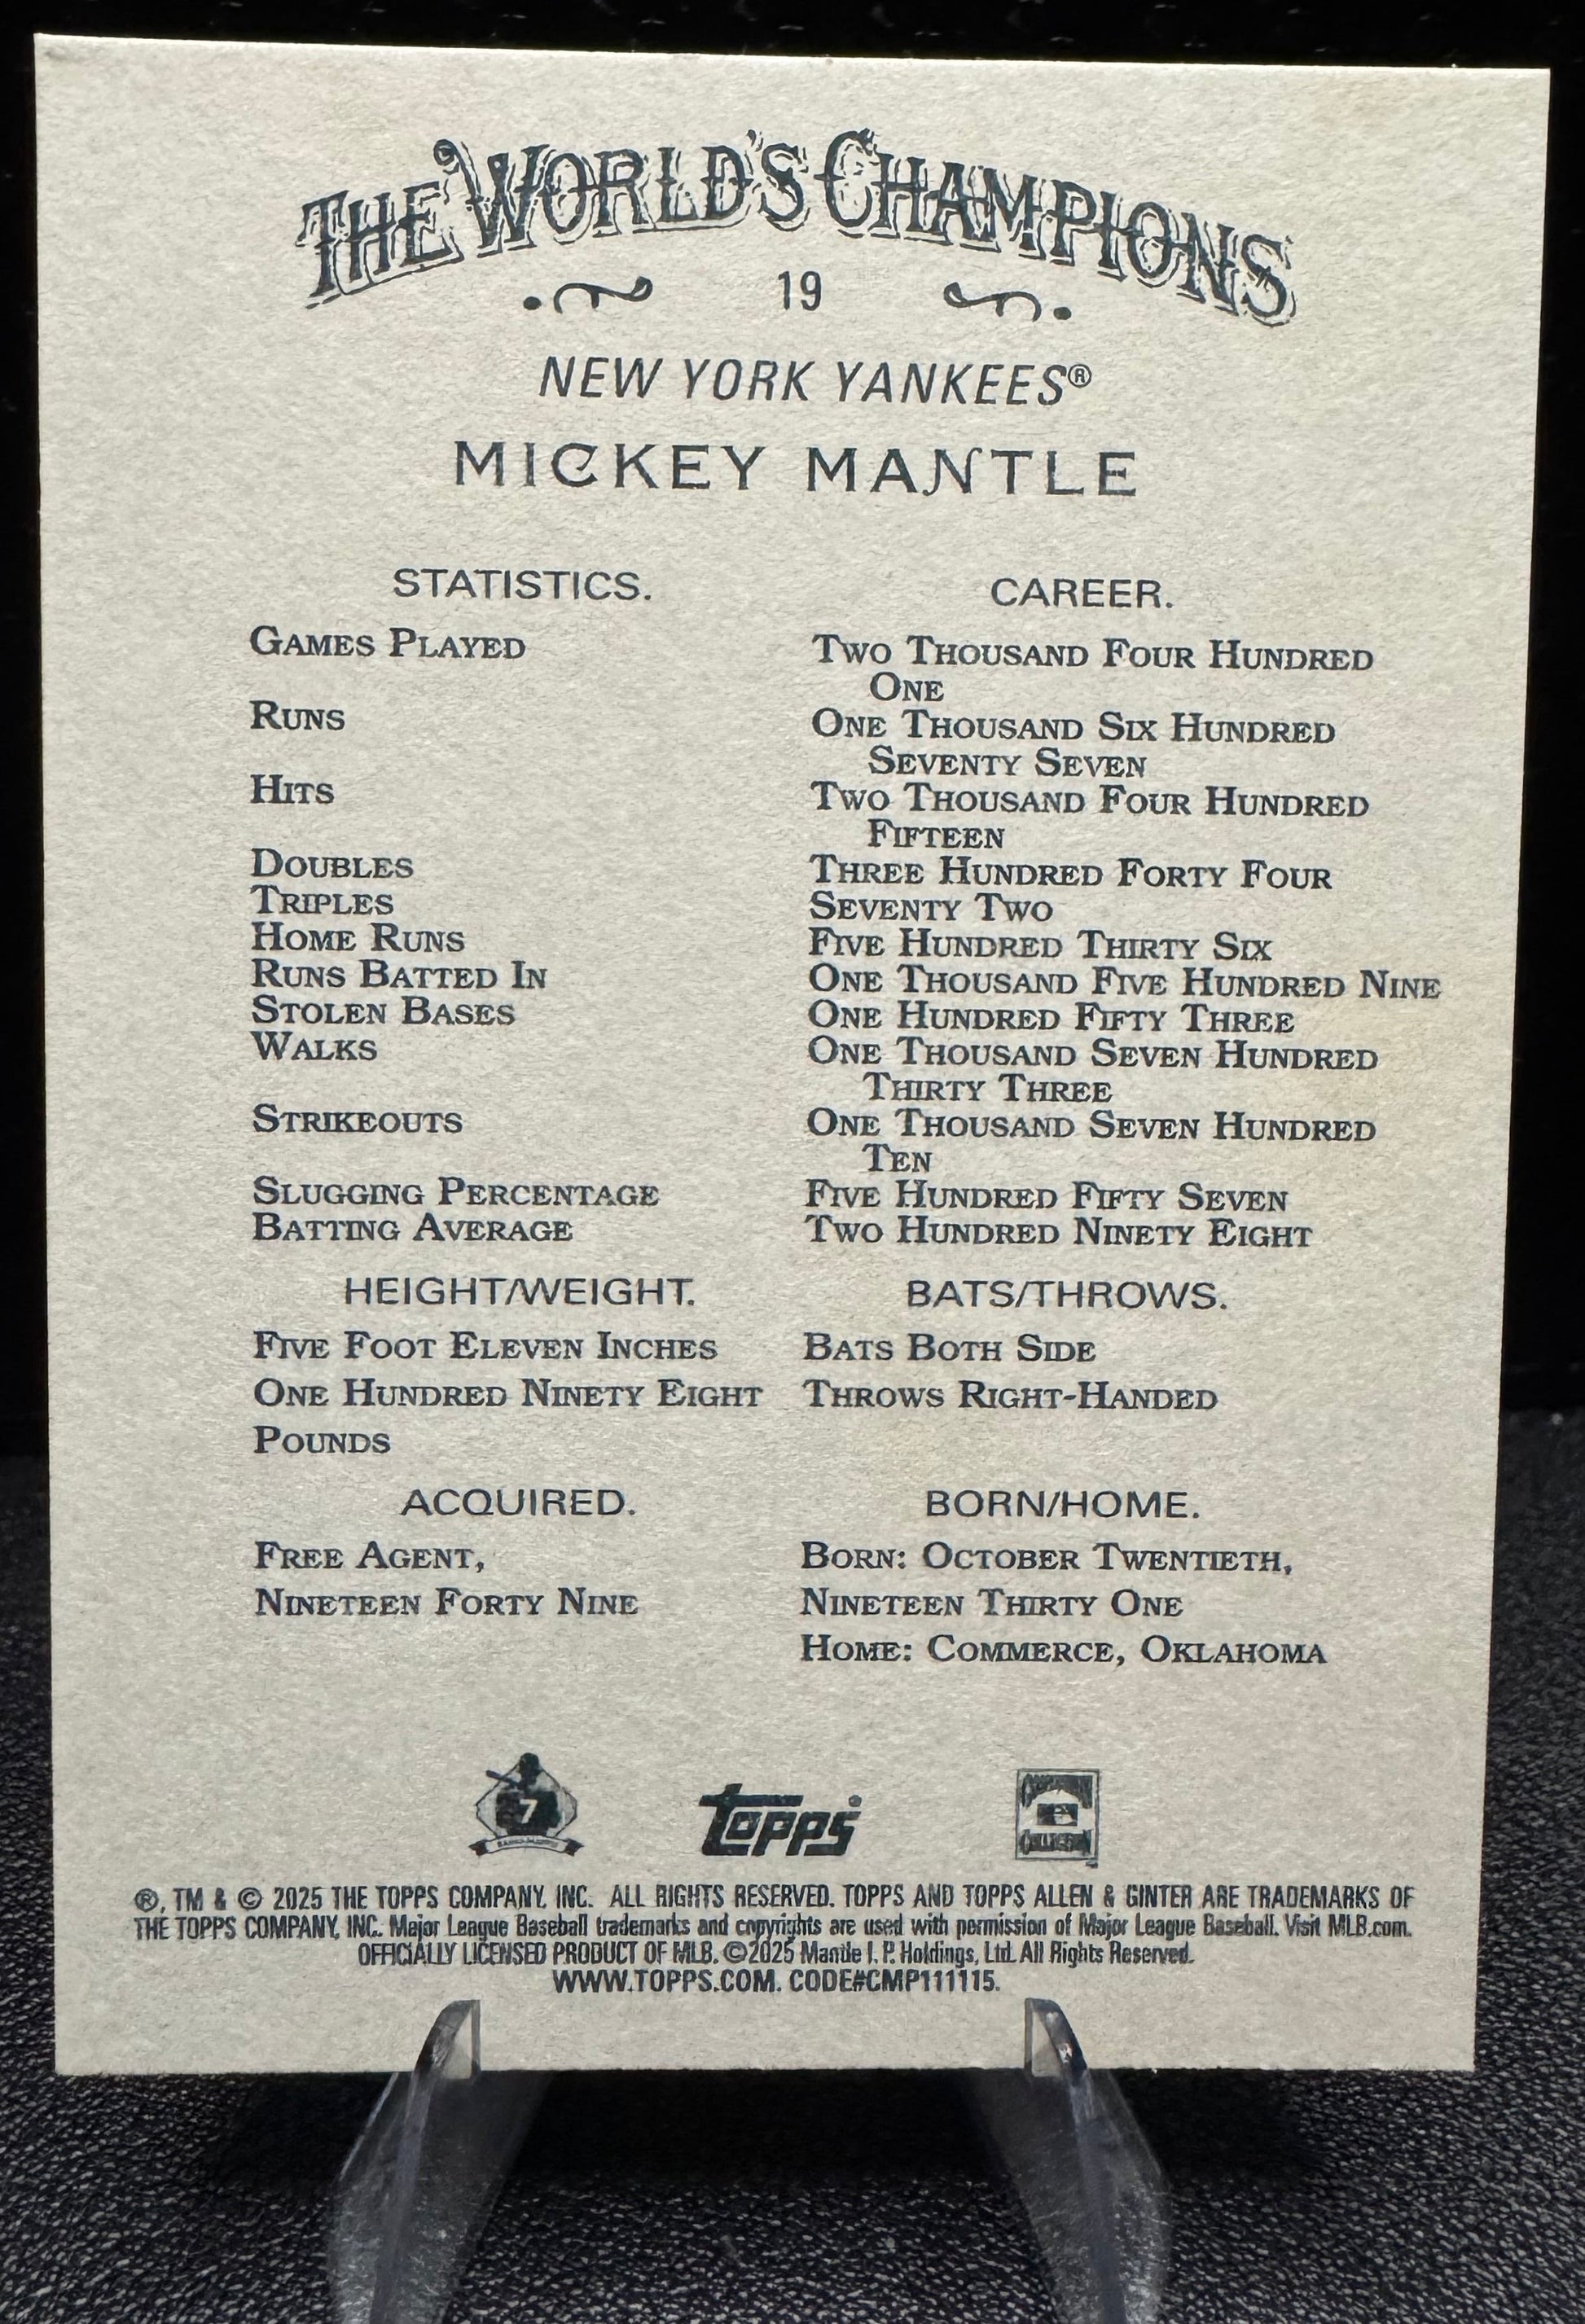 THE WORLD'S CHAMPIONS
19
NEW YORK YANKEES®
MICKEY MANTLE
STATISTICS. CAREER.
GAMES PLAYED TWO THOUSAND FOUR HUNDRED
ONE
RUNS ONE THOUSAND SIX HUNDRED
SEVENTY SEVEN
HITS TWO THOUSAND FOUR HUNDRED
FIFTEEN
DOUBLES THREE HUNDRED FORTY FOUR
TRIPLES SEVENTY TWO
HOME RUNS FIVE HUNDRED THIRTY SIX
RUNS BATTED IN ONE THOUSAND FIVE HUNDRED NINE
STOLEN BASES ONE HUNDRED FIFTY THREE
WALKS ONE THOUSAND SEVEN HUNDRED
THIRTY THREE
STRIKEOUTS ONE THOUSAND SEVEN HUNDRED
TEN
SLUGGING PERCENTAGE FIVE HUNDRED FIFTY SEVEN
BATTING AVERAGE TWO HUNDRED NINETY EIGHT
HEIGHT/WEIGHT. BATS/THROWS.
FIVE FOOT ELEVEN INCHES BATS BOTH SIDE
ONE HUNDRED NINETY EIGHT THROWS RIGHT-HANDED
POUNDS
ACQUIRED. BORN/HOME.
FREE AGENT, BORN: OCTOBER TWENTIETH,
NINETEEN FORTY NINE NINETEEN THIRTY ONE
HOME: COMMERCE, OKLAHOMA
7 Topps COLLECTION
®, TM & © 2025 THE TOPPS COMPANY, INC. ALL RIGHTS RESERVED. TOPPS AND TOPPS ALLEN & GINTER ARE TRADEMARKS OF
THE TOPPS COMPANY, INC. Major League Baseball trademarks and copyrights are used with permission of Major League Baseball. Visit MLB.com.
OFFICIALLY LICENSED PRODUCT OF MLB. ©2025 Mantle I. P. Holdings, Ltd. All Rights Reserved.
WWW.TOPPS.COM. CODE#CMP111115.